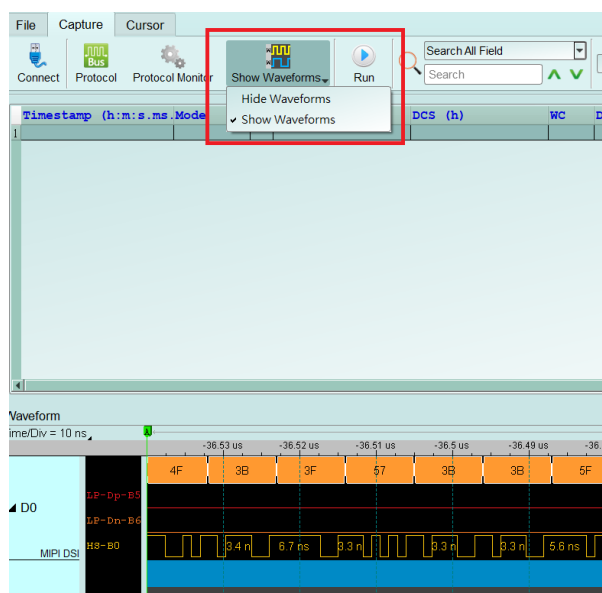 File Capture Cursor
Bus
Search All Field
Connect Protocol Protocol Monitor Show Waveforms Run
Search
Hide Waveforms
Timestamp (h:m:s.ms. Mode DCS (h) WC D
Show Waveforms
1
Waveform
ime/Div = 10 ns
A
-36.53 us -36.52 us -36.51 us -36.5 us -36.49 us -36.
4F 3B 3F 57 3B 3B 5F
LP-Dp-B5
D0
LP-Dn-B6
HS-B0 3.4 n 6.7 ns 3.3 n 3.3 n 3.3 n 5.6 ns
MIPI DSI